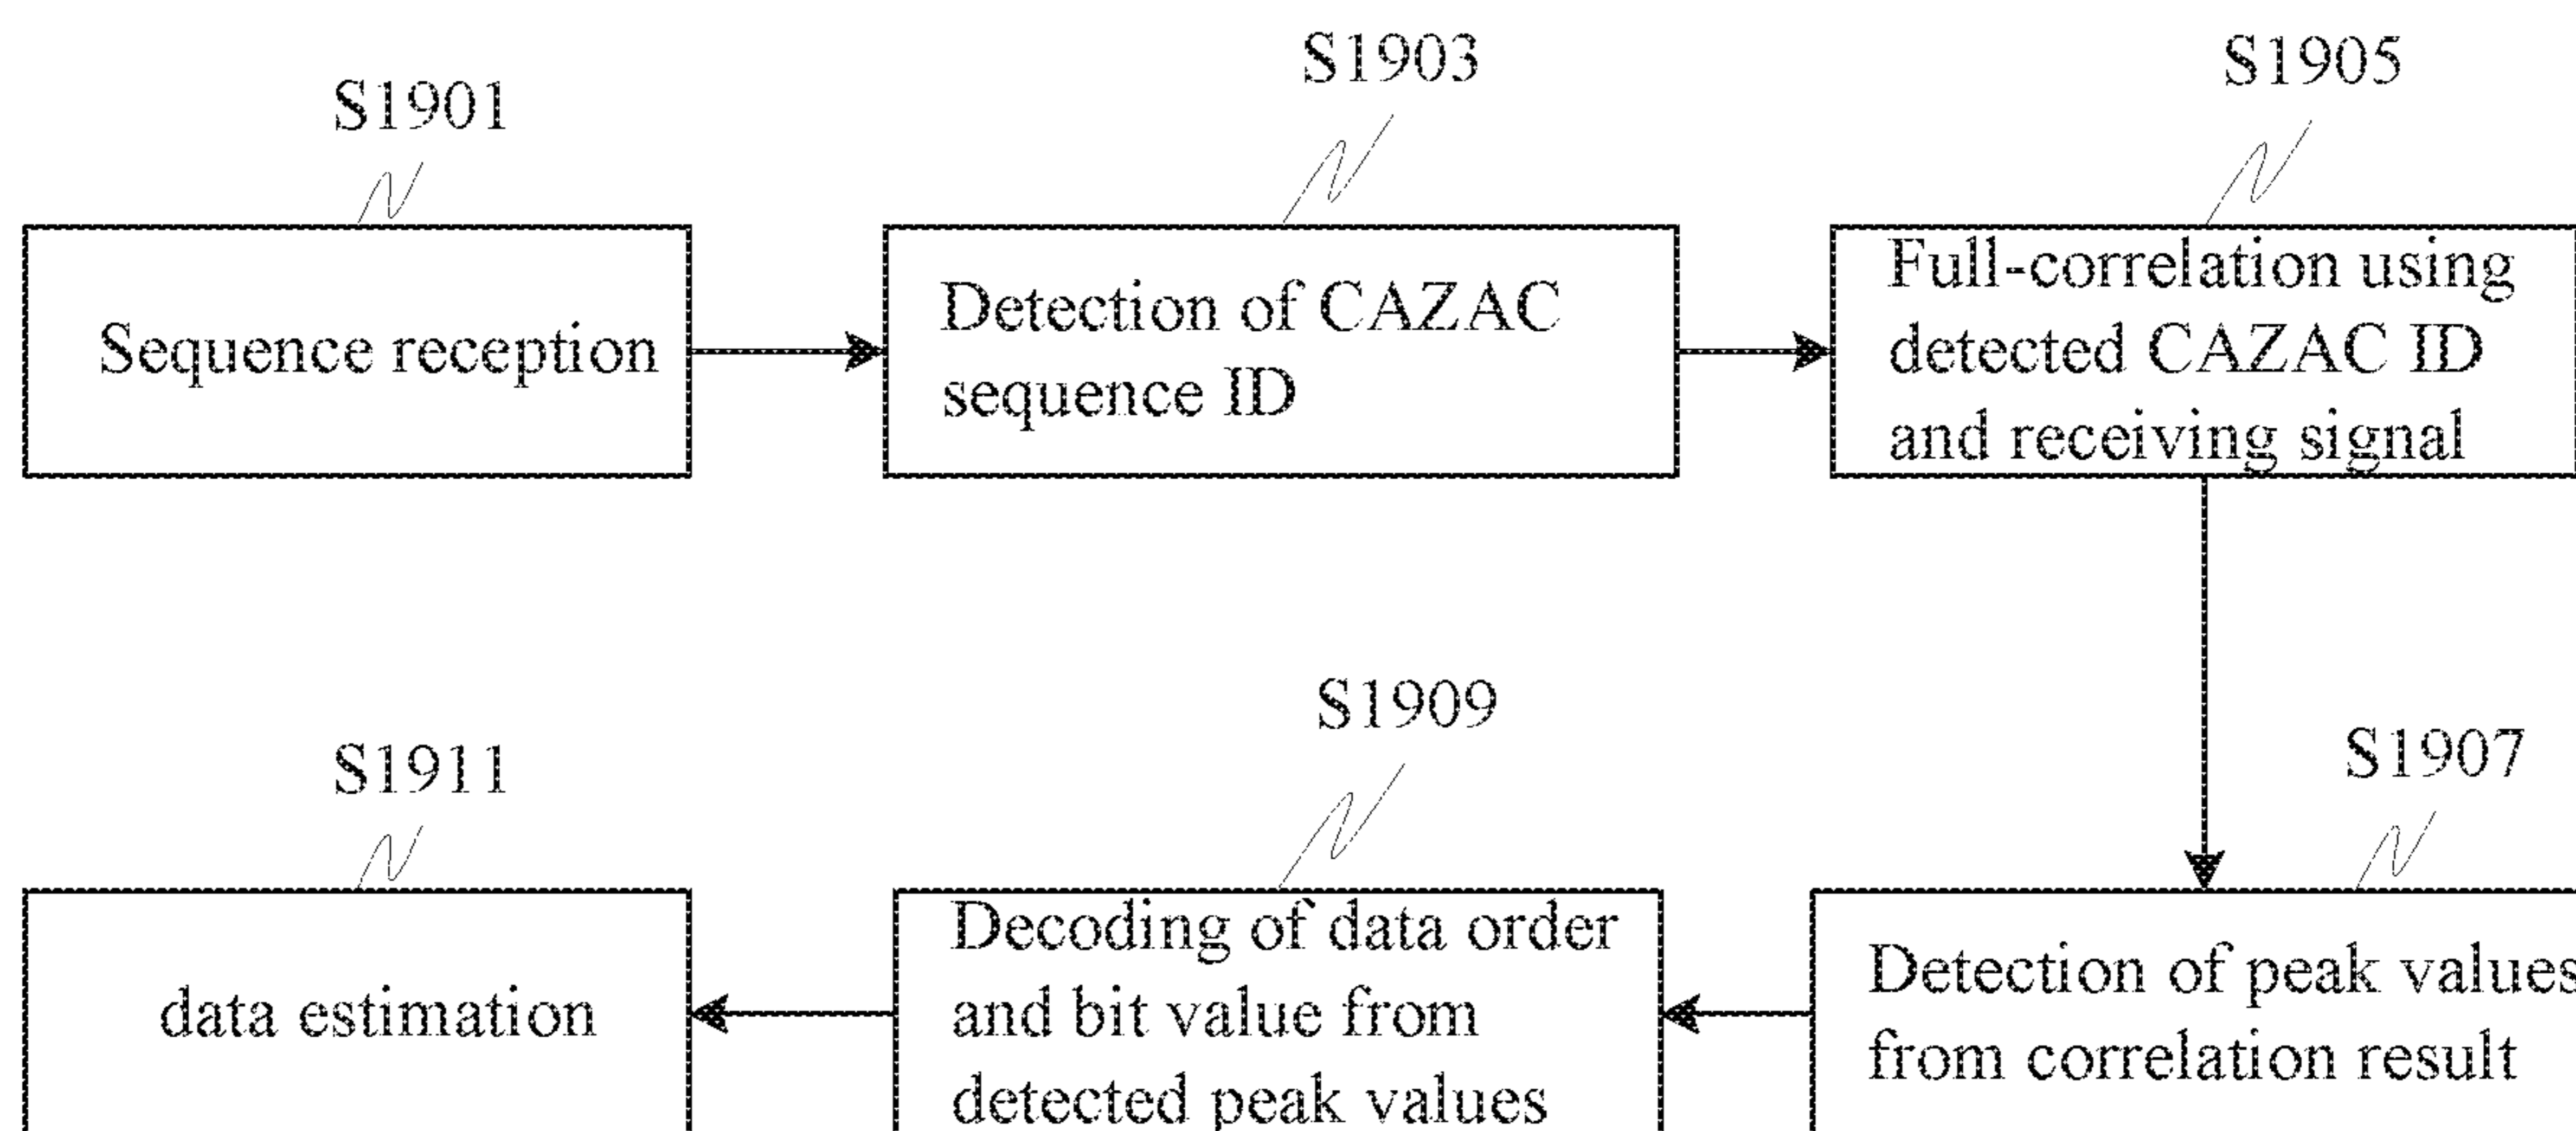 S1901
Sequence reception
S1903
Detection of CAZAC
sequence ID
S1905
Full-correlation using
detected CAZAC ID
and receiving signal
S1907
Detection of peak values
from correlation result
S1909
Decoding of data order
and bit value from
detected peak values
S1911
data estimation